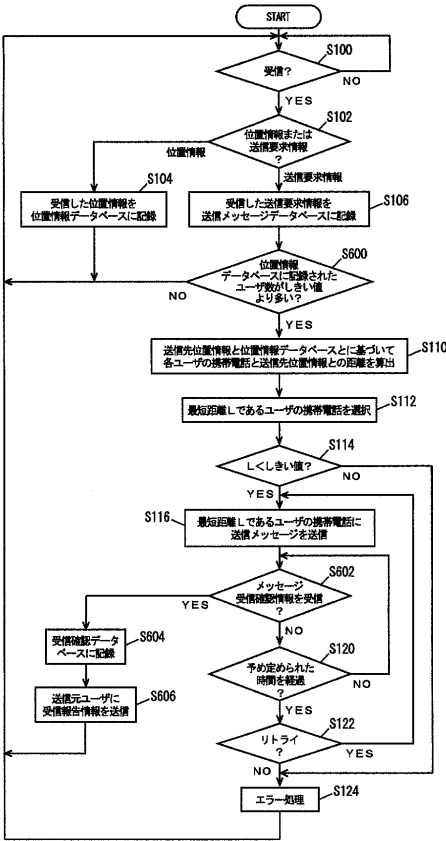 START
S100
受信？
NO
YES
S102
位置情報または
送信要求情報
？
位置情報
送信要求情報
S104
受信した位置情報を
位置情報データベースに記録
S106
受信した送信要求情報を
送信メッセージデータベースに記録
S600
位置情報
データベースに記録された
ユーザ数がしきい値
より多い？
NO
YES
S110
送信先位置情報と位置情報データベースとに基づいて
各ユーザの携帯電話と送信先位置情報との距離を算出
S112
最短距離Lであるユーザの携帯電話を選択
S114
L<しきい値？
NO
YES
S116
最短距離Lであるユーザの携帯電話に
送信メッセージを送信
S602
メッセージ
受信確認情報を受信
？
YES
NO
S604
受信確認データ
ベースに記録
S120
予め定められた
時間を経過
？
NO
YES
S606
送信元ユーザに
受信報告情報を送信
S122
リトライ
？
YES
NO
S124
エラー処理